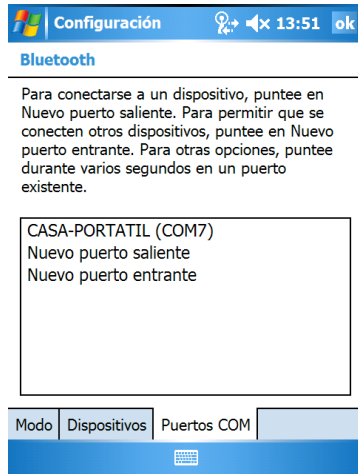 Configuración 13:51 ok
Bluetooth
Para conectarse a un dispositivo, puntee en
Nuevo puerto saliente. Para permitir que se
conecten otros dispositivos, puntee en Nuevo
puerto entrante. Para otras opciones, puntee
durante varios segundos en un puerto
existente.
CASA-PORTATIL (COM7)
Nuevo puerto saliente
Nuevo puerto entrante
Modo Dispositivos Puertos COM